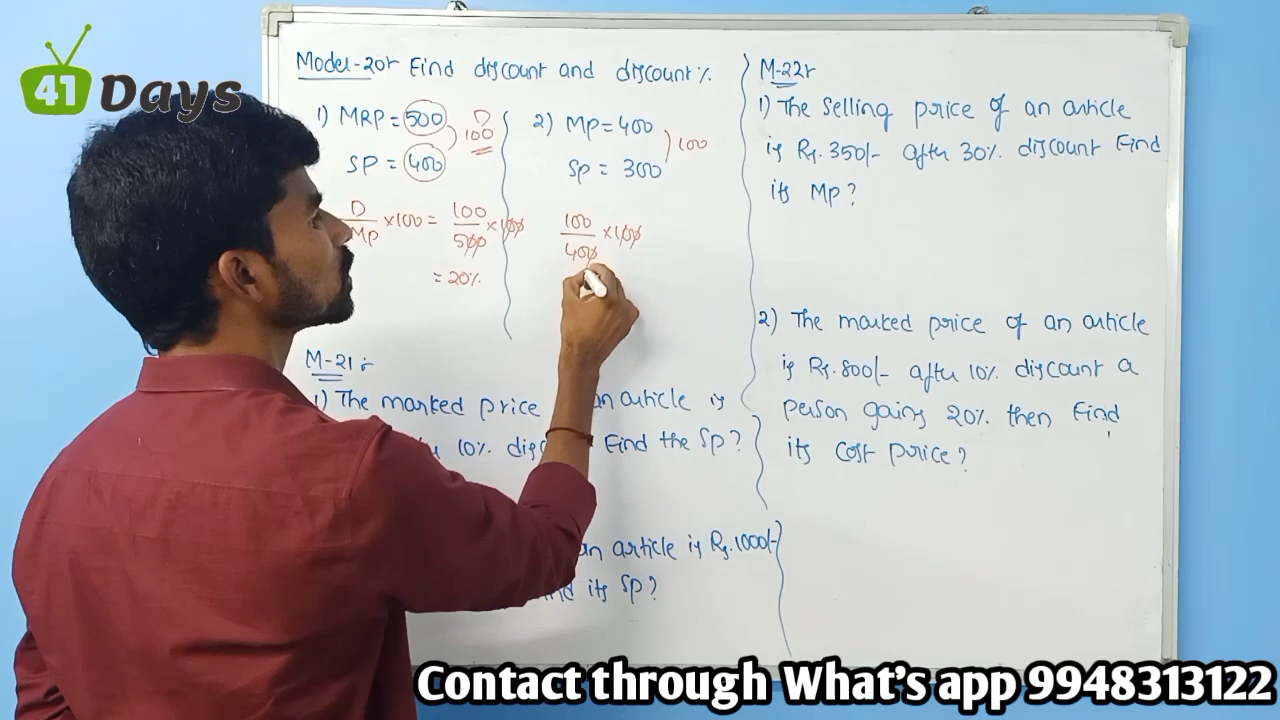 41 Days
Model-20:- Find discount and discount%
1) MRP = 500
D
100
SP = 400
D/MP ×100 = 100/500 ×100
= 20%
2) MP = 400
SP = 300
100
100/400 ×100
M-21:-
1) The marked price an article is
10% Find the SP?
an article is Rs.1000/-
its SP?
M-22:-
1) The selling price of an article
is Rs.350/- after 30% discount Find
its MP?
2) The marked price of an article
is Rs.800/- after 10% discount a
person gains 20% then Find
its cost price?
Contact through What's app 9948313122